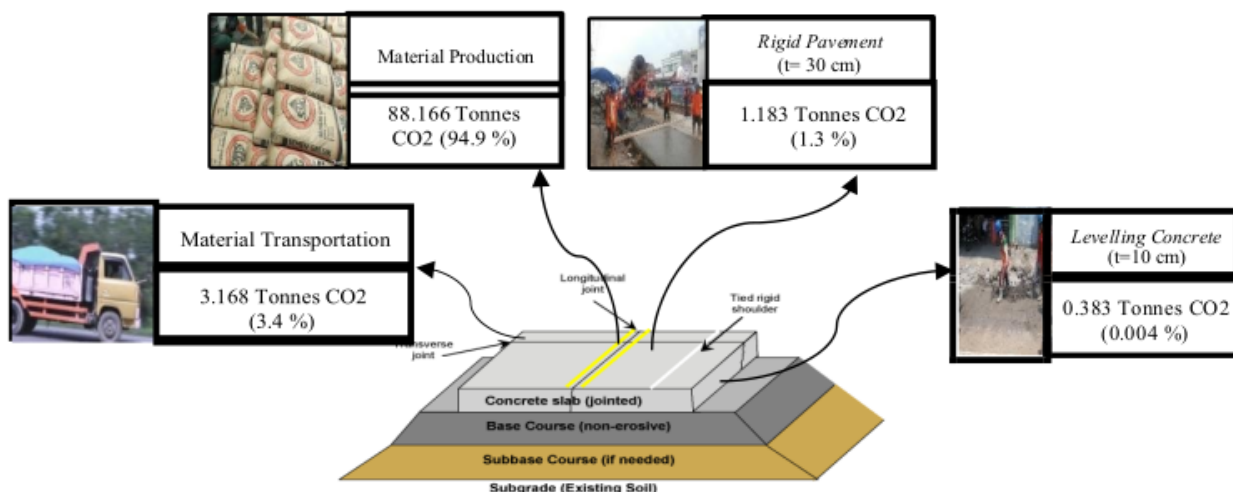 Material Production
88.166 Tonnes
CO2 (94.9 %)
Rigid Pavement
(t= 30 cm)
1.183 Tonnes CO2
(1.3 %)
Material Transportation
3.168 Tonnes CO2
(3.4 %)
Levelling Concrete
(t=10 cm)
0.383 Tonnes CO2
(0.004 %)
Longitudinal
joint
Tied rigid
shoulder
Transverse
joint
Concrete slab (jointed)
Base Course (non-erosive)
Subbase Course (if needed)
Subgrade (Existing Soil)